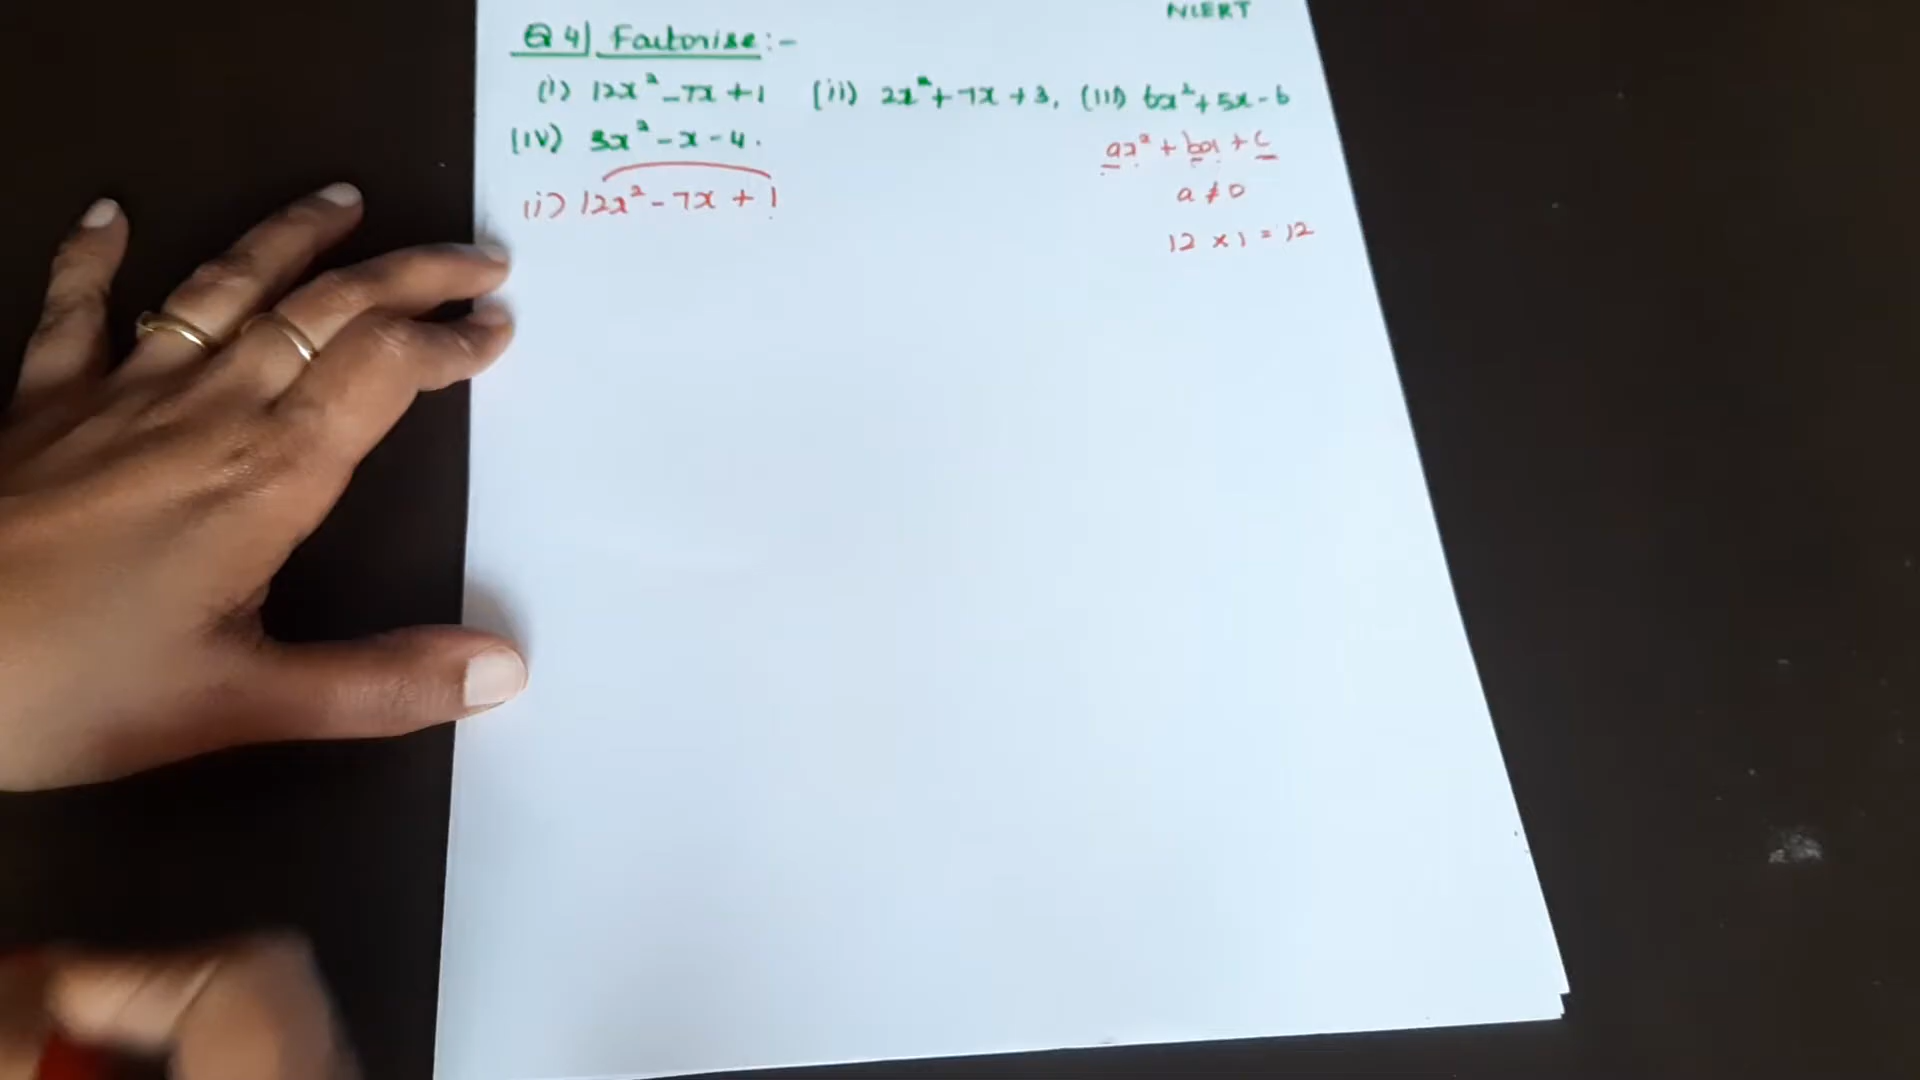 NCERT
Q 4| Factorise:-
(i) 12x² - 7x + 1 (ii) 2x² + 7x + 3, (iii) 6x² + 5x - 6
(iv) 3x² - x - 4.
ax² + bx + c
(i) 12x² - 7x + 1
a ≠ 0
12 × 1 = 12